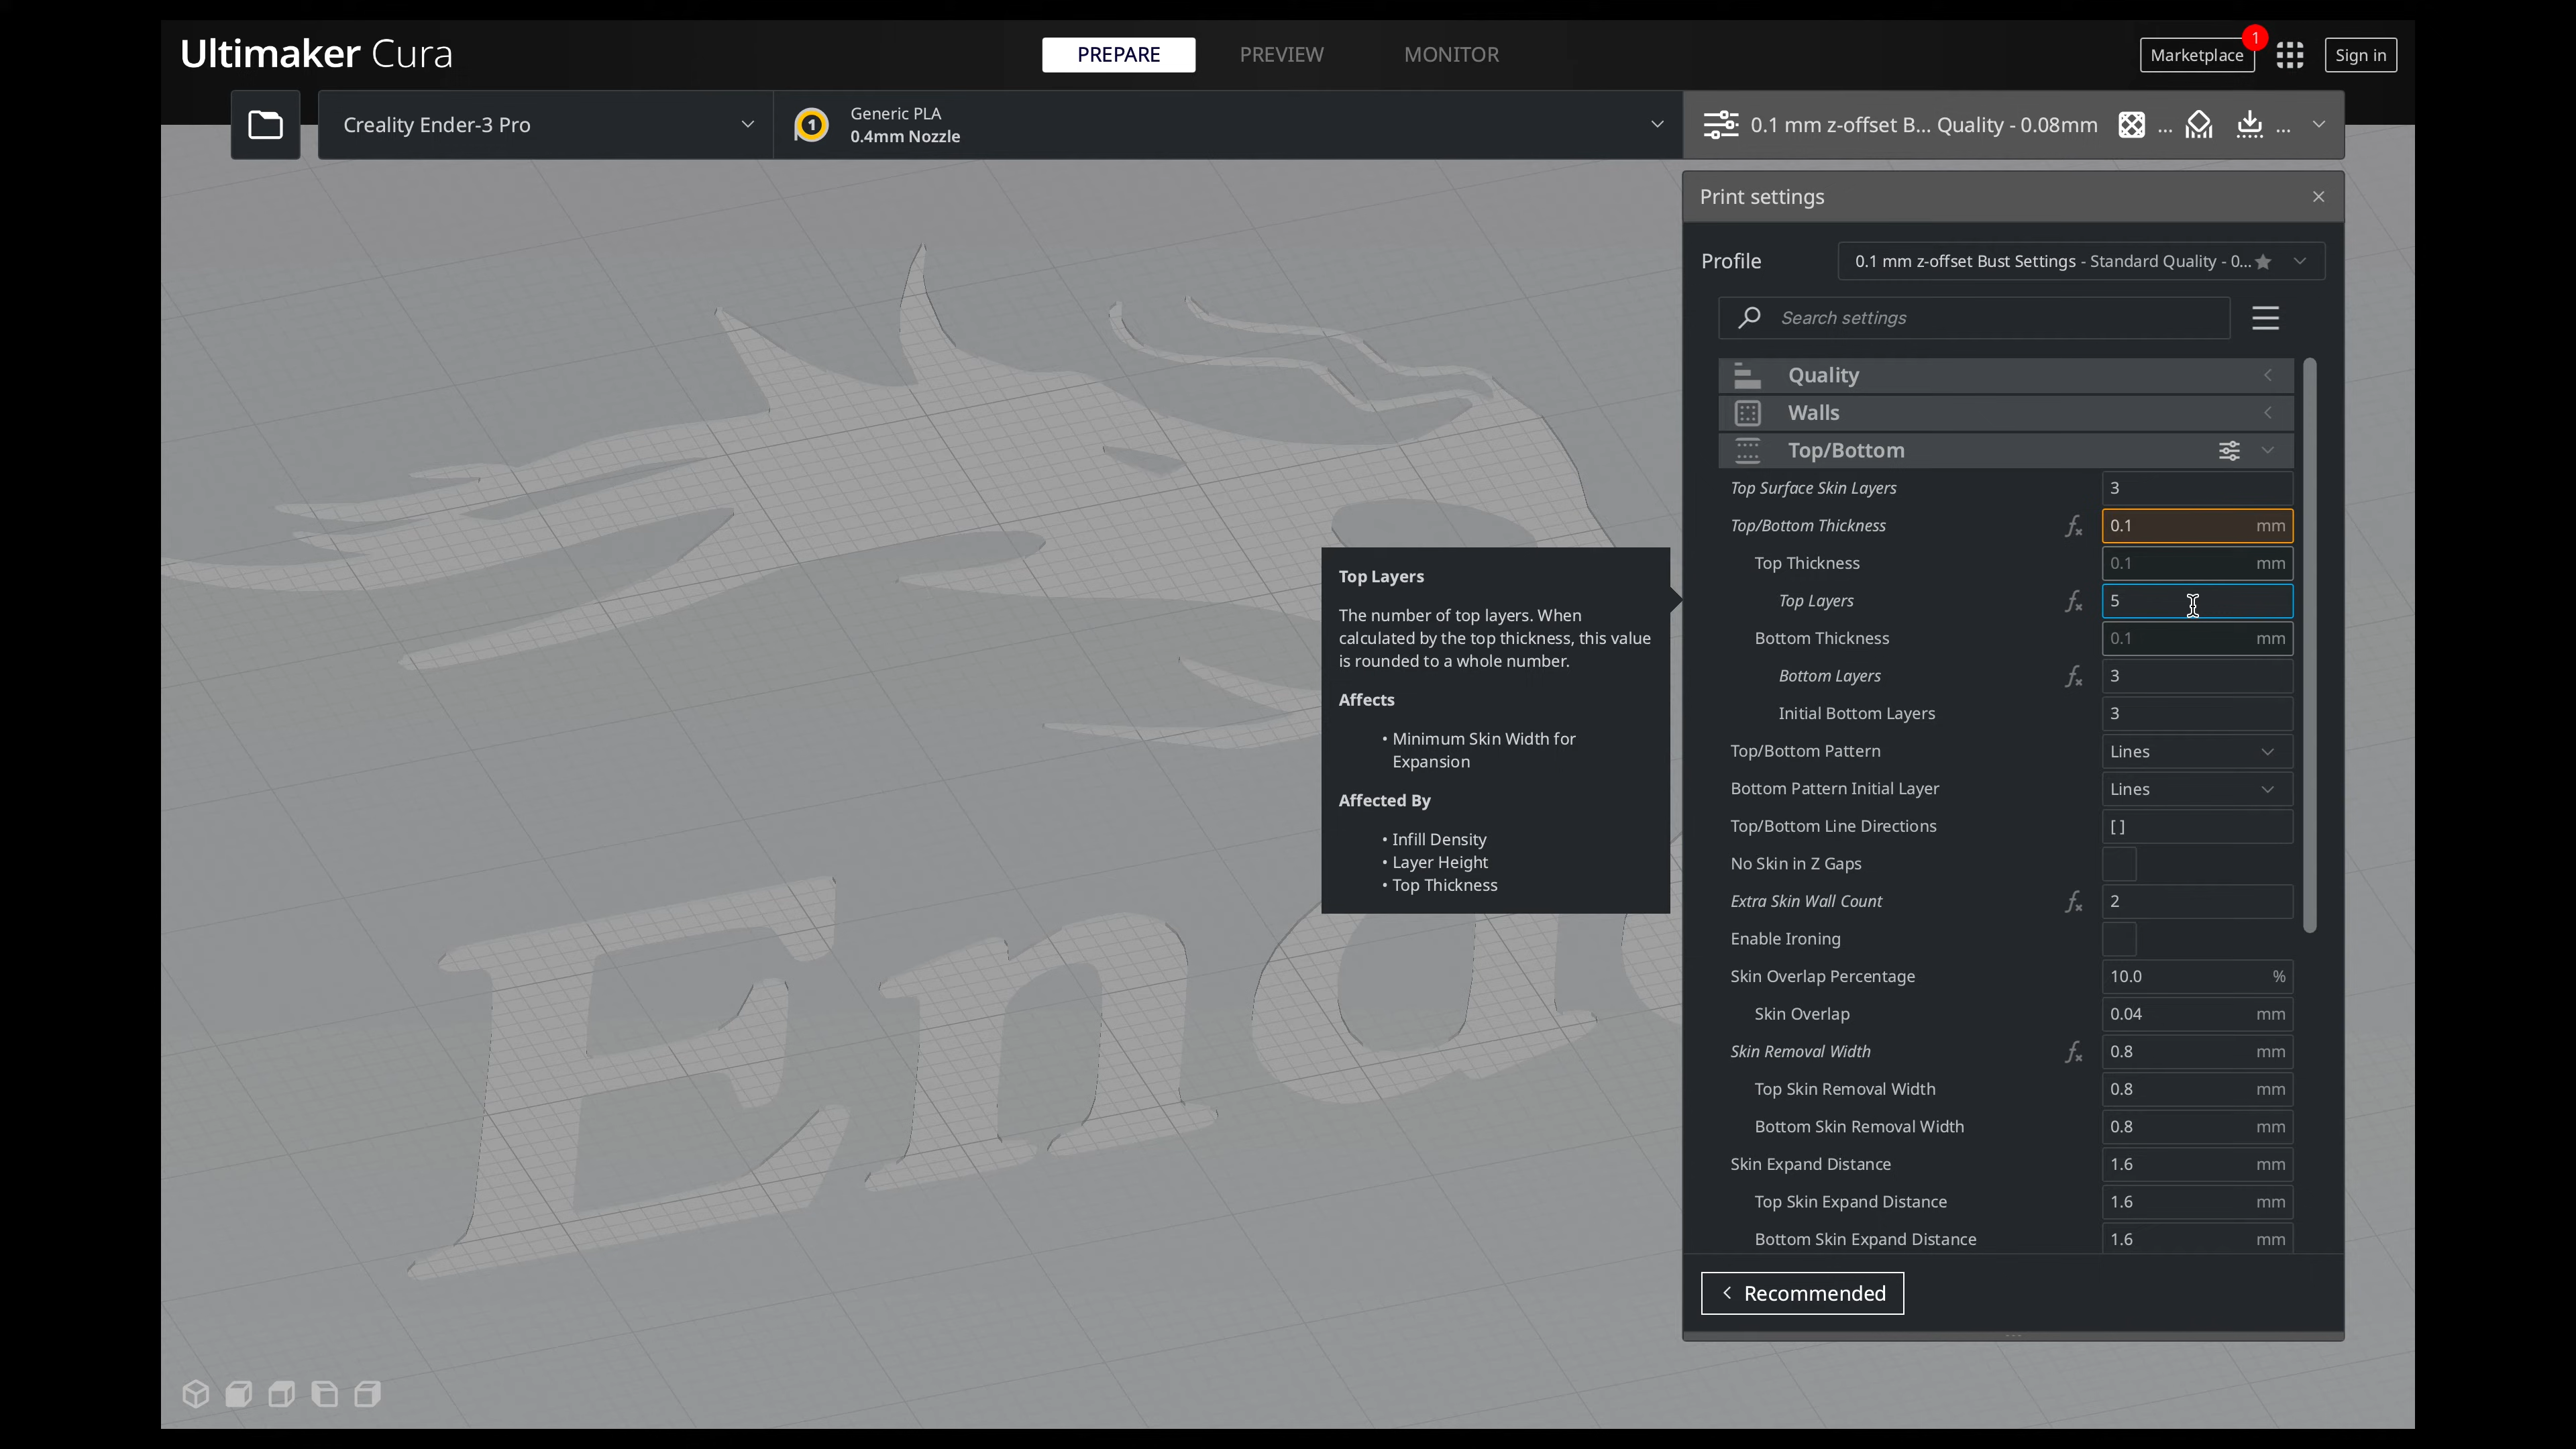 Ultimaker Cura
PREPARE
PREVIEW
MONITOR
Marketplace
1
Sign in
Creality Ender-3 Pro
1
Generic PLA
0.4mm Nozzle
0.1 mm z-offset B... Quality - 0.08mm
...
...
Print settings
Profile
0.1 mm z-offset Bust Settings - Standard Quality - 0...
Search settings
Quality
Walls
Top/Bottom
Top Surface Skin Layers 3
Top/Bottom Thickness fx 0.1 mm
Top Thickness 0.1 mm
Top Layers fx 5
Bottom Thickness 0.1 mm
Bottom Layers fx 3
Initial Bottom Layers 3
Top/Bottom Pattern Lines
Bottom Pattern Initial Layer Lines
Top/Bottom Line Directions [ ]
No Skin in Z Gaps
Extra Skin Wall Count fx 2
Enable Ironing
Skin Overlap Percentage 10.0 %
Skin Overlap 0.04 mm
Skin Removal Width fx 0.8 mm
Top Skin Removal Width 0.8 mm
Bottom Skin Removal Width 0.8 mm
Skin Expand Distance 1.6 mm
Top Skin Expand Distance 1.6 mm
Bottom Skin Expand Distance 1.6 mm
Recommended
Top Layers
The number of top layers. When
calculated by the top thickness, this value
is rounded to a whole number.
Affects
• Minimum Skin Width for
Expansion
Affected By
• Infill Density
• Layer Height
• Top Thickness
En